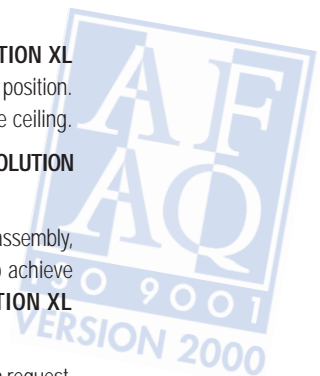 TION XL
position.
e ceiling.
OLUTION
assembly,
achieve
TION XL
request.
AF
AQ
ISO 9001
VERSION 2000